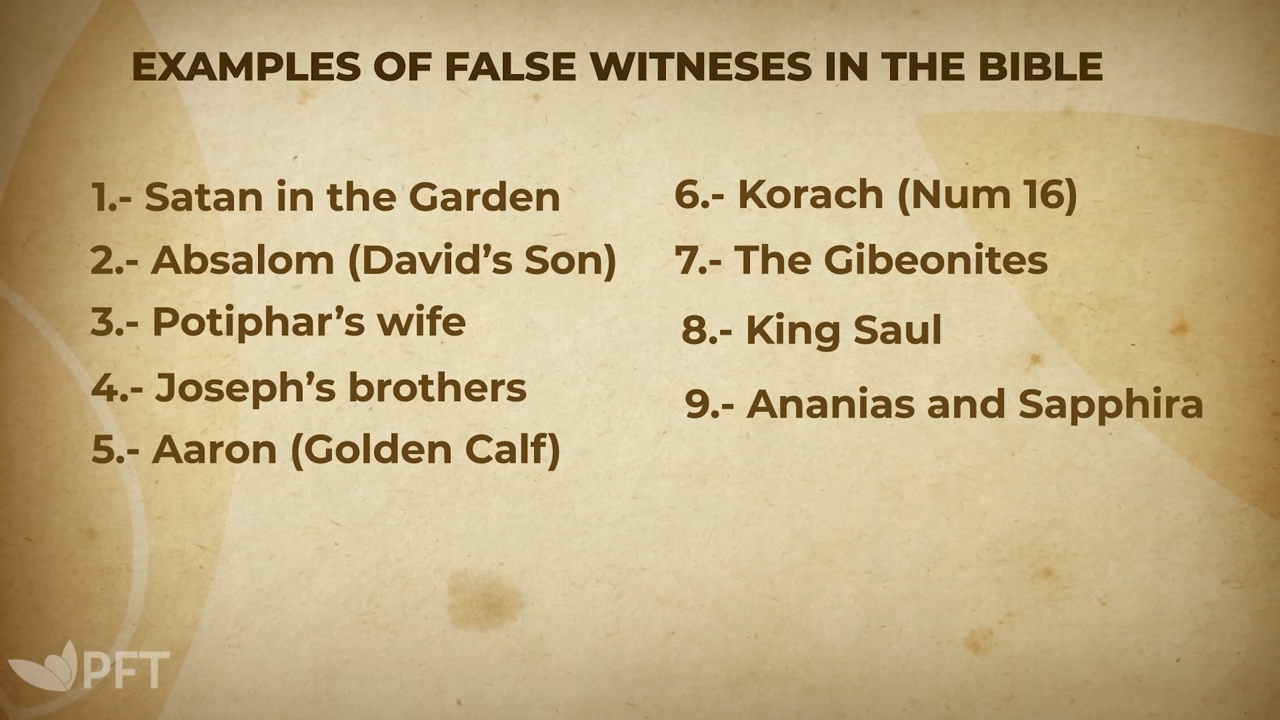 EXAMPLES OF FALSE WITNESES IN THE BIBLE
1.- Satan in the Garden
2.- Absalom (David’s Son)
3.- Potiphar’s wife
4.- Joseph’s brothers
5.- Aaron (Golden Calf)
6.- Korach (Num 16)
7.- The Gibeonites
8.- King Saul
9.- Ananias and Sapphira
PFT